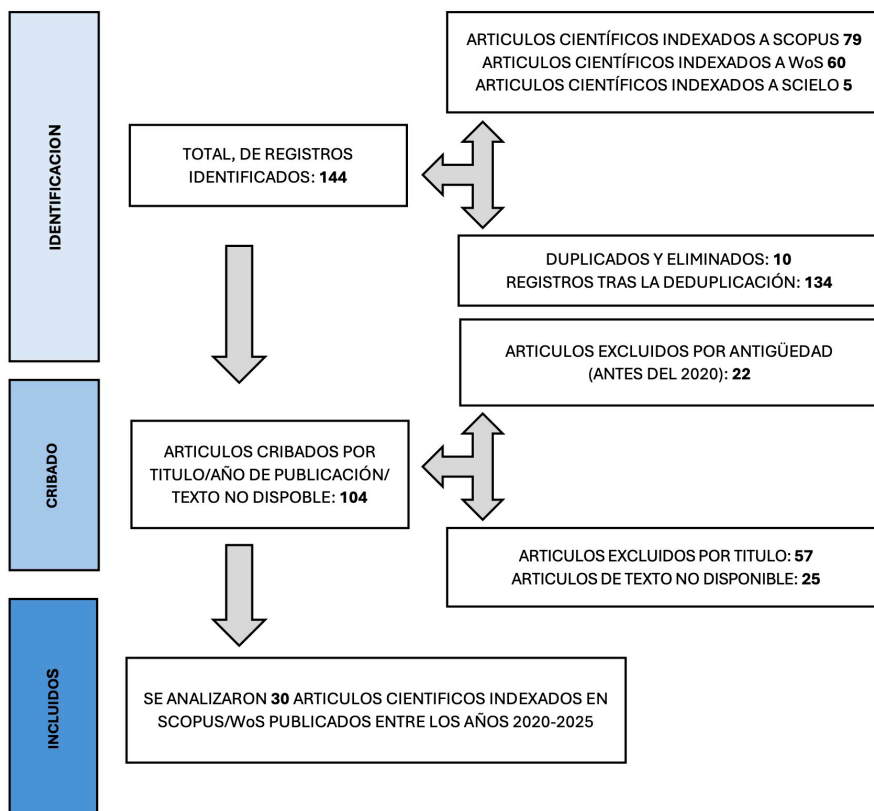 IDENTIFICACION
ARTICULOS CIENTÍFICOS INDEXADOS A SCOPUS 79
ARTICULOS CIENTÍFICOS INDEXADOS A WoS 60
ARTICULOS CIENTÍFICOS INDEXADOS A SCIELO 5
TOTAL, DE REGISTROS
IDENTIFICADOS: 144
DUPLICADOS Y ELIMINADOS: 10
REGISTROS TRAS LA DEDUPLICACIÓN: 134
CRIBADO
ARTICULOS EXCLUIDOS POR ANTIGÜEDAD
(ANTES DEL 2020): 22
ARTICULOS CRIBADOS POR
TITULO/AÑO DE PUBLICACIÓN/
TEXTO NO DISPOBLE: 104
ARTICULOS EXCLUIDOS POR TITULO: 57
ARTICULOS DE TEXTO NO DISPONIBLE: 25
INCLUIDOS
SE ANALIZARON 30 ARTICULOS CIENTIFICOS INDEXADOS EN
SCOPUS/WoS PUBLICADOS ENTRE LOS AÑOS 2020-2025